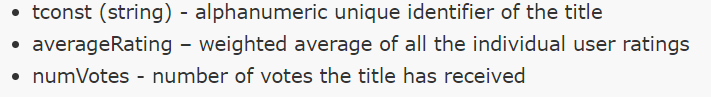 • tconst (string) - alphanumeric unique identifier of the title
• averageRating – weighted average of all the individual user ratings
• numVotes - number of votes the title has received